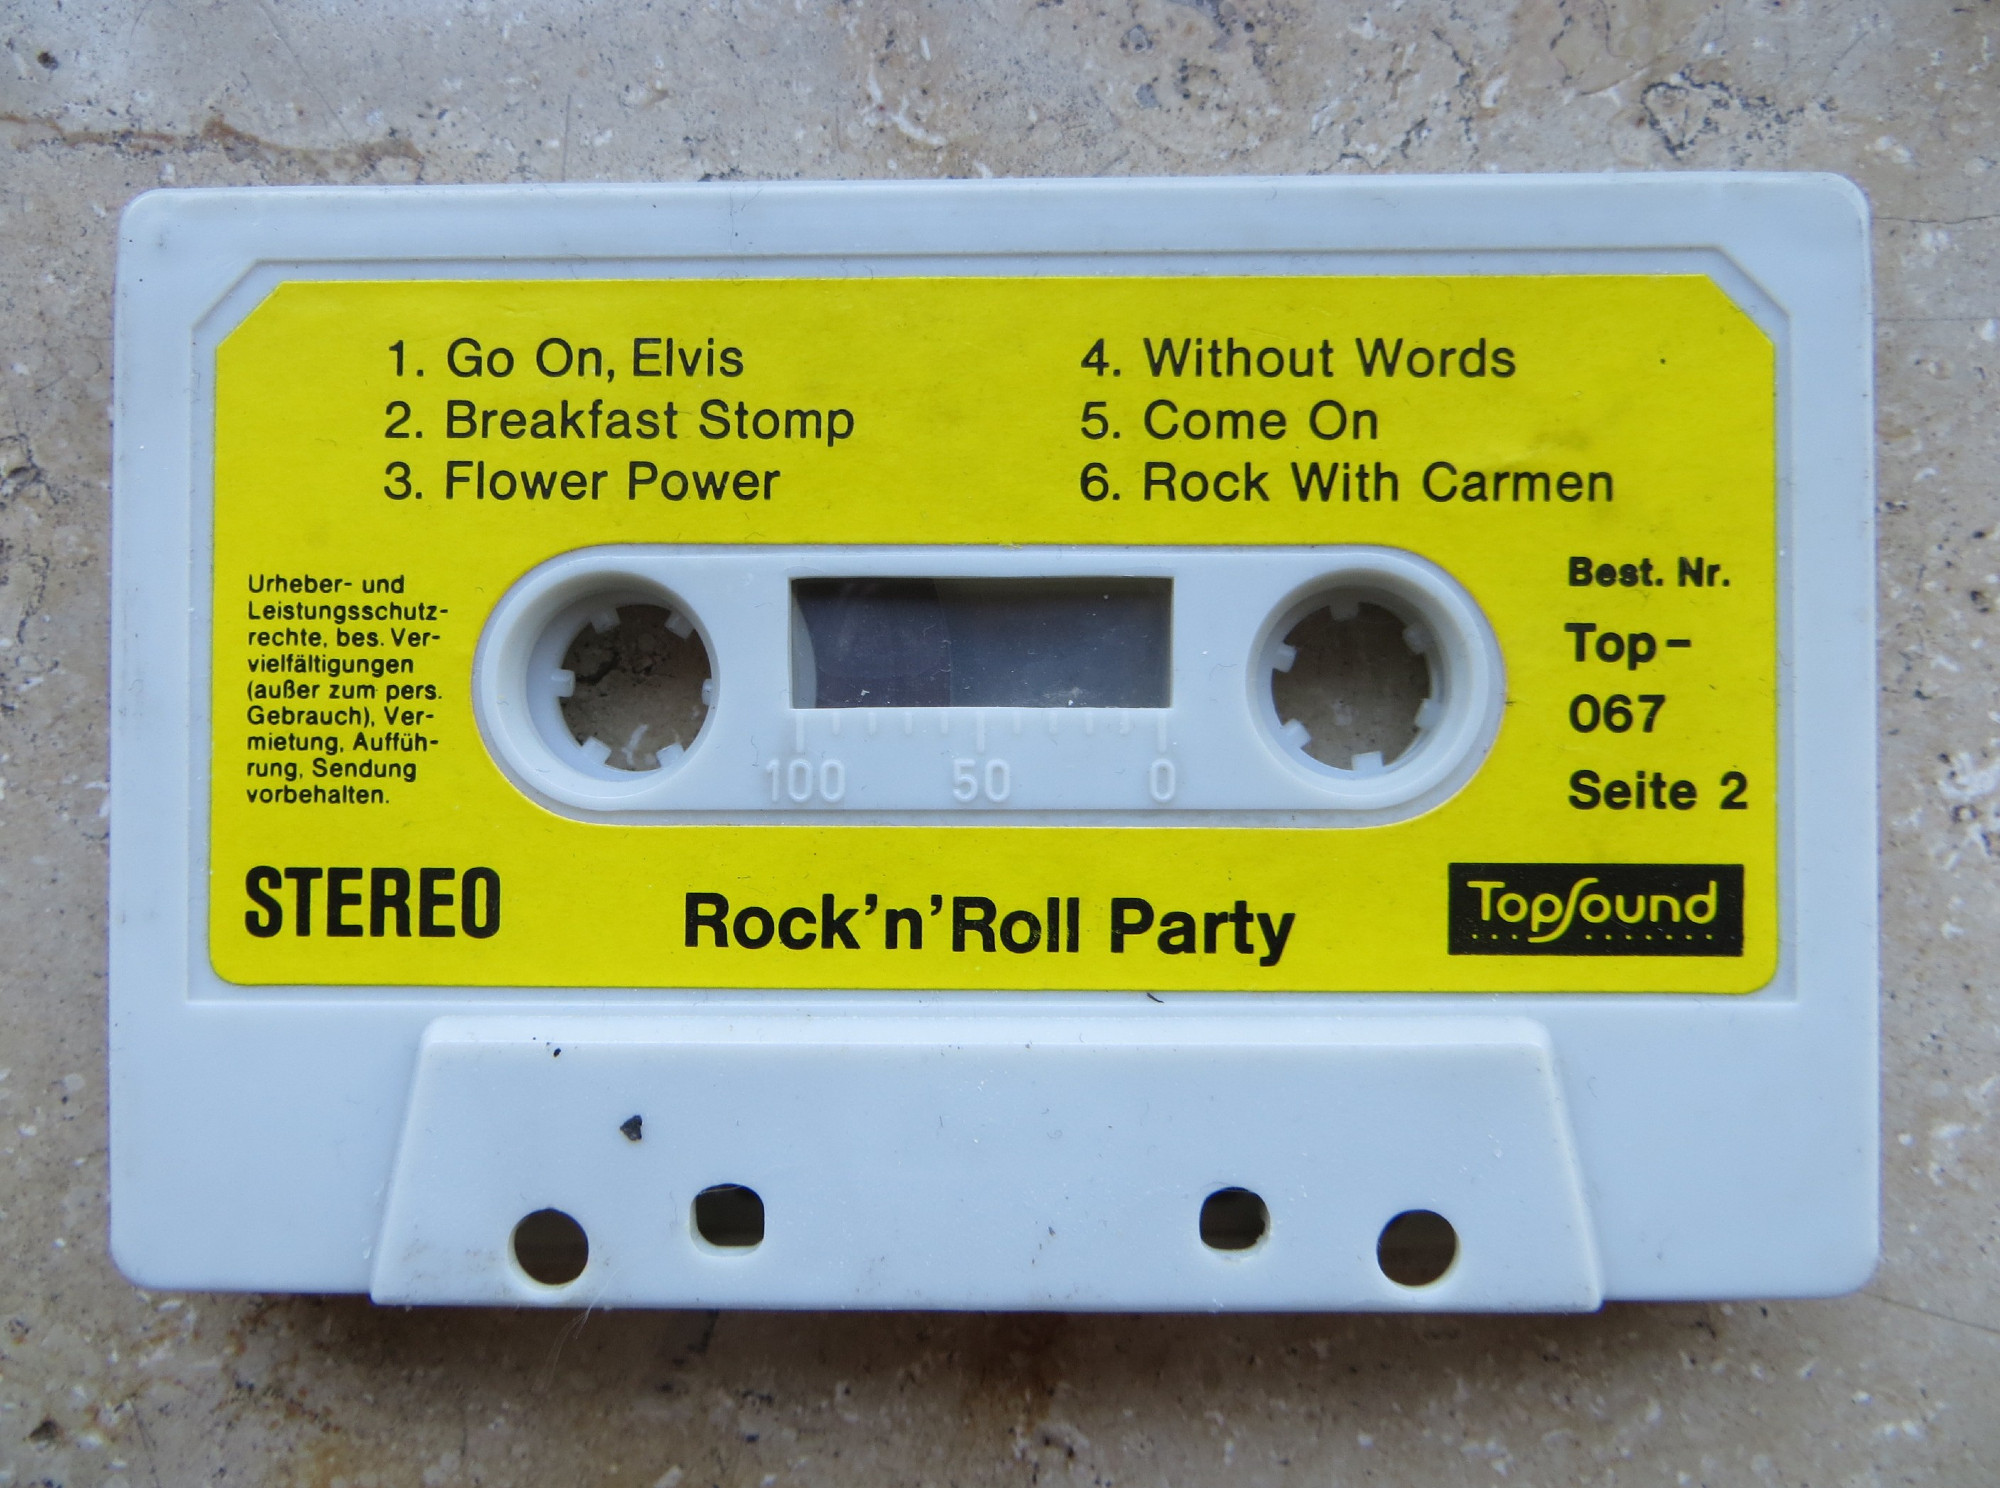 1. Go On, Elvis
2. Breakfast Stomp
3. Flower Power
4. Without Words
5. Come On
6. Rock With Carmen
Urheber- und
Leistungsschutz-
rechte, bes. Ver-
vielfältigungen
(außer zum pers.
Gebrauch), Ver-
mietung, Auffüh-
rung, Sendung
vorbehalten.
100 50 0
Best. Nr.
Top-
067
Seite 2
STEREO
Rock'n'Roll Party
TopSound